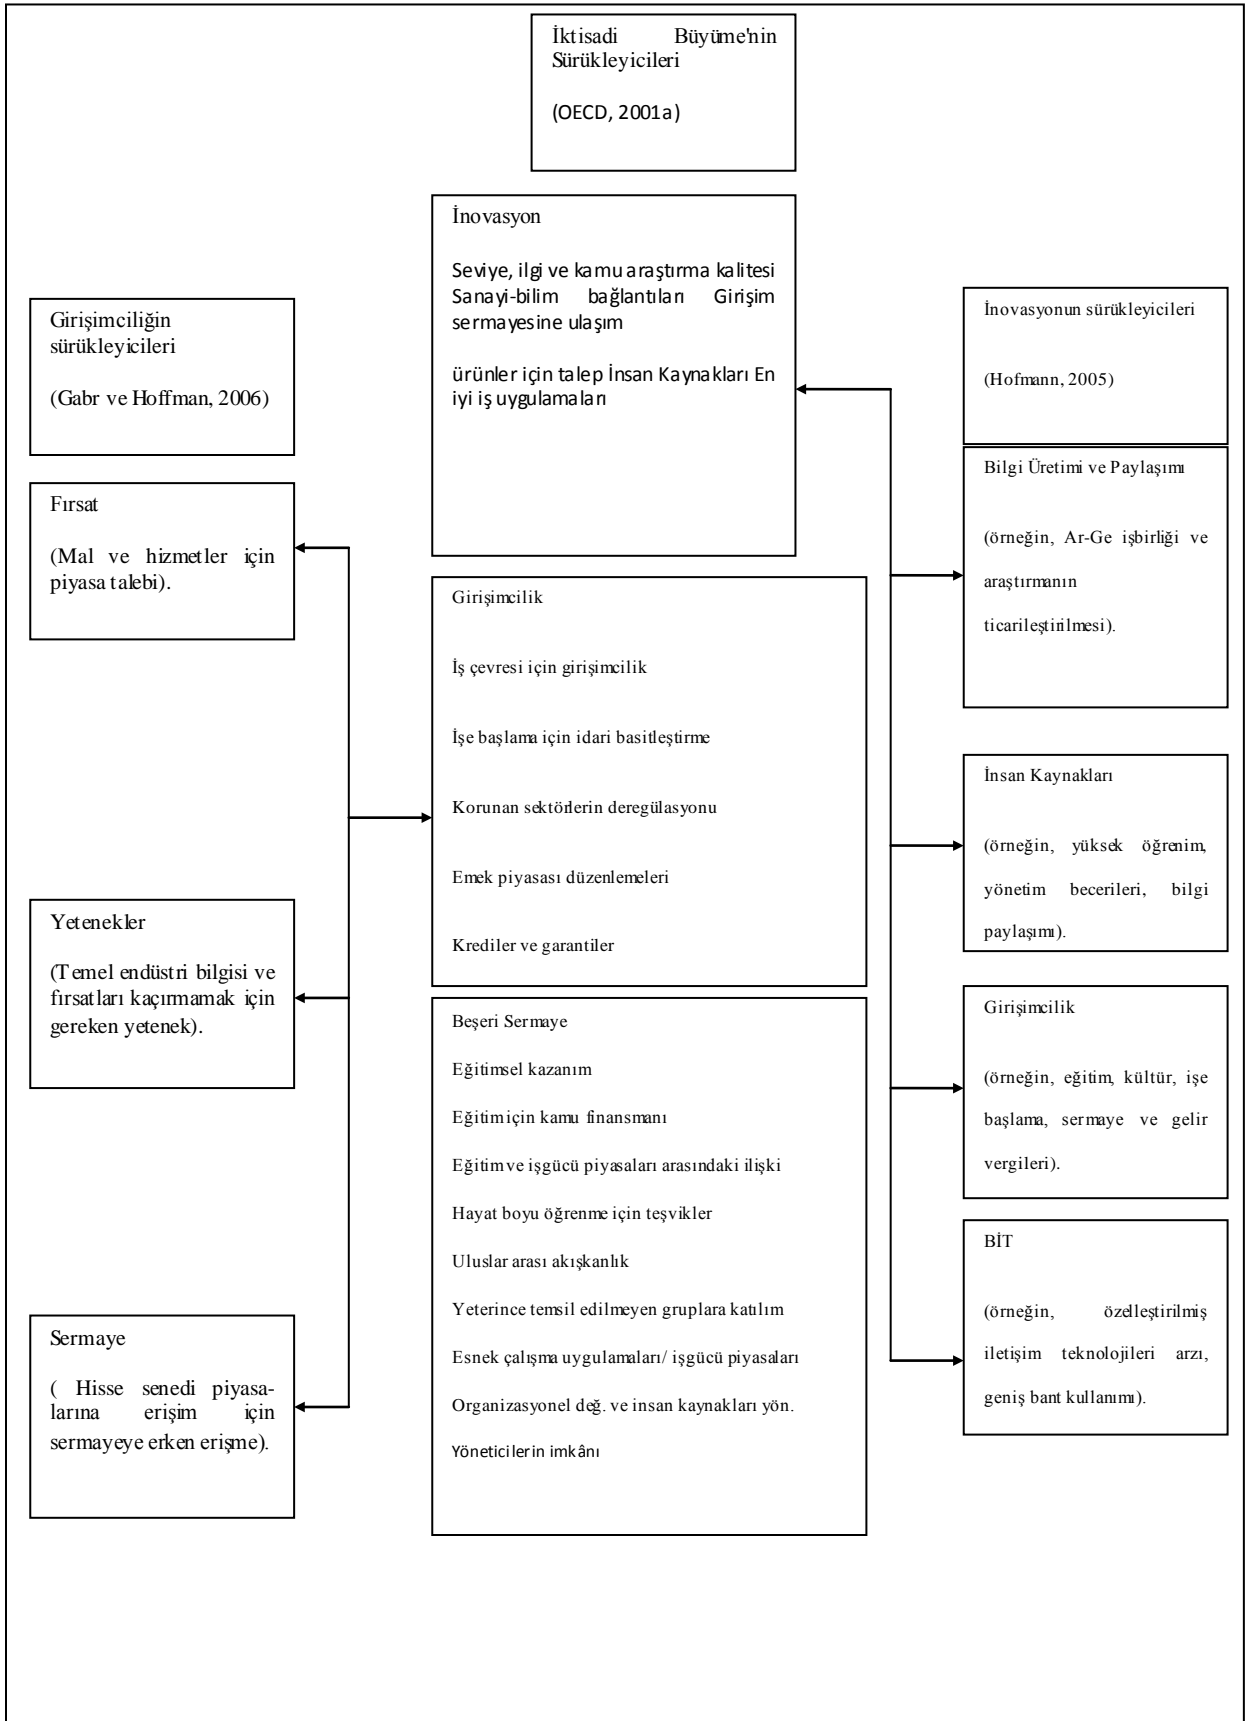 İktisadi Büyüme'nin
Sürükleyicileri
(OECD, 2001a)
İnovasyon
Seviye, ilgi ve kamu araştırma kalitesi
Sanayi-bilim bağlantıları Girişim
sermayesine ulaşım
ürünler için talep İnsan Kaynakları En
iyi iş uygulamaları
Girişimciliğin
sürükleyicileri
(Gabr ve Hoffman, 2006)
İnovasyonun sürükleyicileri
(Hofmann, 2005)
Fırsat
(Mal ve hizmetler için
piyasa talebi).
Bilgi Üretimi ve Paylaşımı
(örneğin, Ar-Ge işbirliği ve
araştırmanın
ticarileştirilmesi).
Girişimcilik
İş çevresi için girişimcilik
İşe başlama için idari basitleştirme
Korunan sektörlerin deregülasyonu
Emek piyasası düzenlemeleri
Krediler ve garantiler
İnsan Kaynakları
(örneğin, yüksek öğrenim,
yönetim becerileri, bilgi
paylaşımı).
Yetenekler
(Temel endüstri bilgisi ve
fırsatları kaçırmamak için
gereken yetenek).
Beşeri Sermaye
Eğitimsel kazanım
Eğitim için kamu finansmanı
Eğitim ve işgücü piyasaları arasındaki ilişki
Hayat boyu öğrenme için teşvikler
Uluslar arası akışkanlık
Yeterince temsil edilmeyen gruplara katılım
Esnek çalışma uygulamaları/ işgücü piyasaları
Organizasyonel değ. ve insan kaynakları yön.
Yöneticilerin imkânı
Girişimcilik
(örneğin, eğitim, kültür, işe
başlama, sermaye ve gelir
vergileri).
BİT
(örneğin, özelleştirilmiş
iletişim teknolojileri arzı,
geniş bant kullanımı).
Sermaye
( Hisse senedi piyasa-
larına erişim için
sermayeye erken erişme).